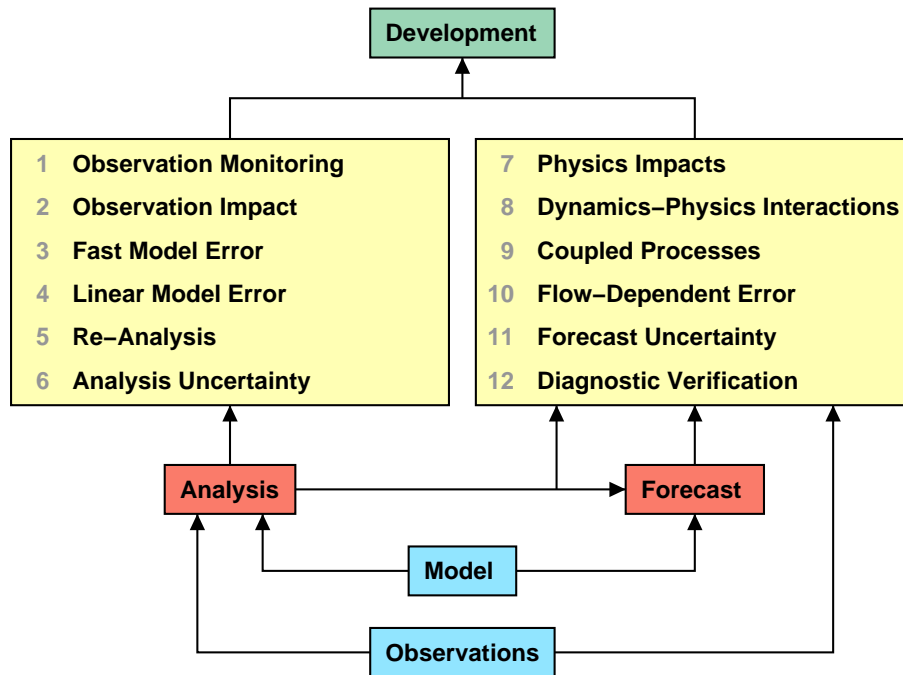 Development
1 Observation Monitoring
2 Observation Impact
3 Fast Model Error
4 Linear Model Error
5 Re−Analysis
6 Analysis Uncertainty
7 Physics Impacts
8 Dynamics−Physics Interactions
9 Coupled Processes
10 Flow−Dependent Error
11 Forecast Uncertainty
12 Diagnostic Verification
Analysis
Forecast
Model
Observations